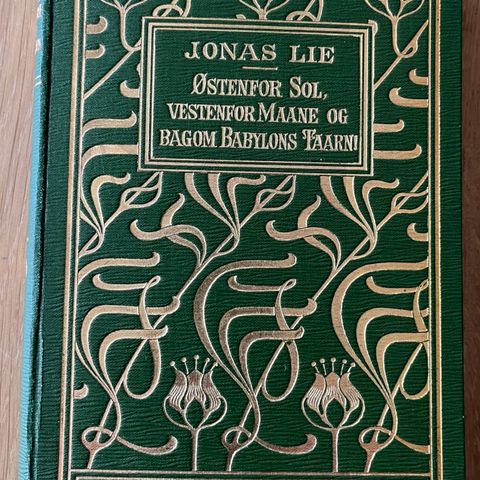 JONAS LIE
ØSTENFOR SOL,
VESTENFOR MAANE OG
BAGOM BABYLONS TAARN!